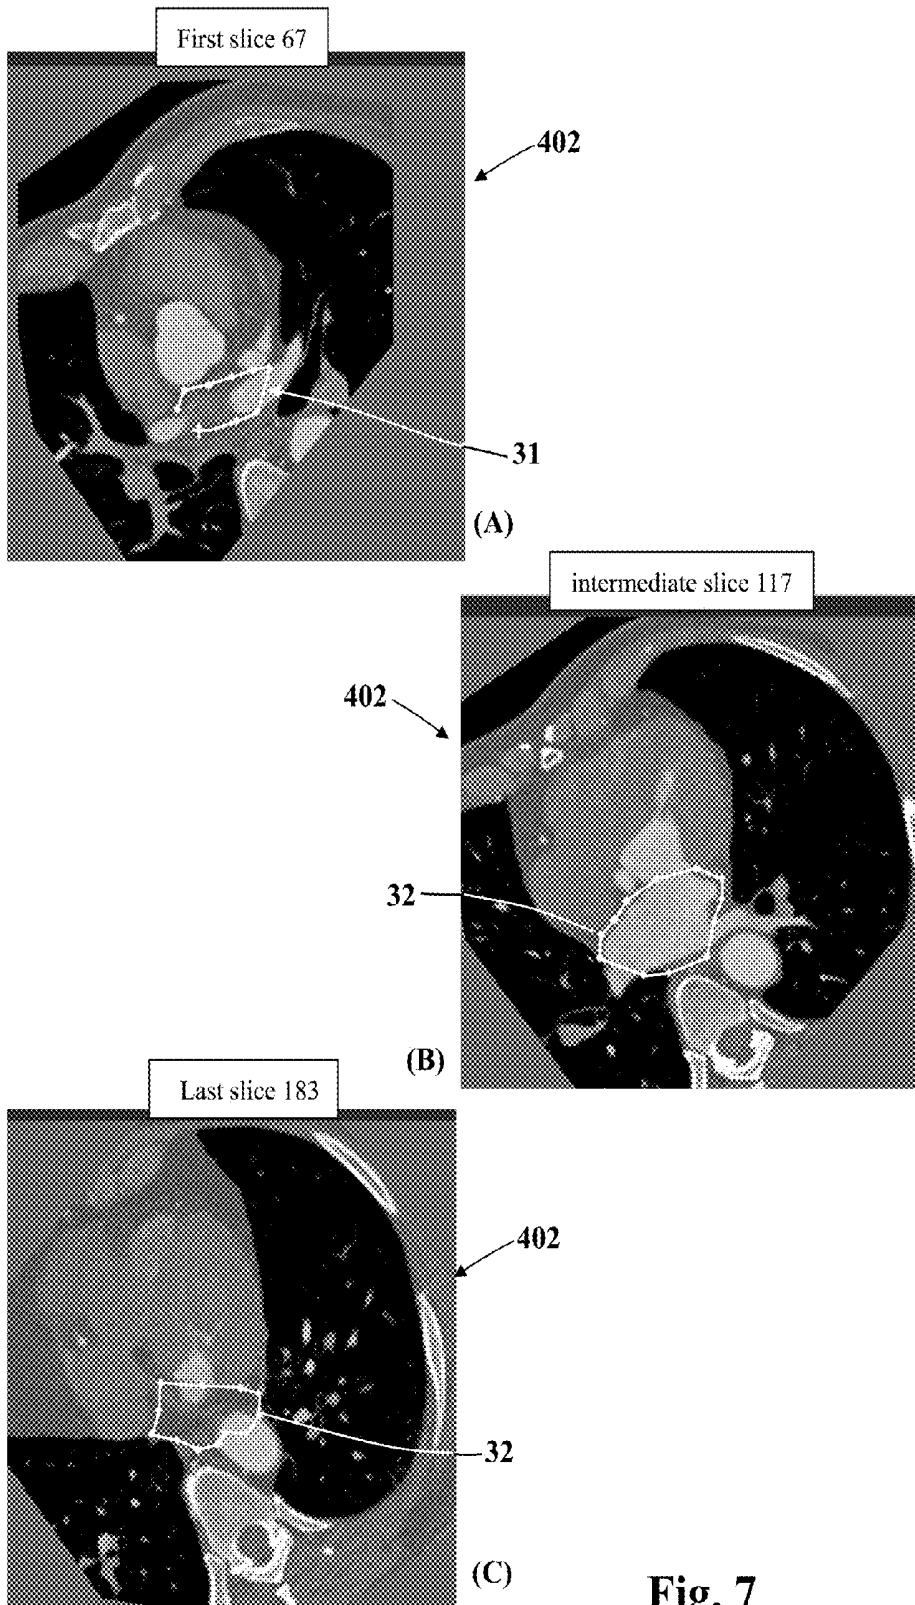 First slice 67
402
31
(A)
intermediate slice 117
402
32
(B)
Last slice 183
402
32
(C)
Fig. 7